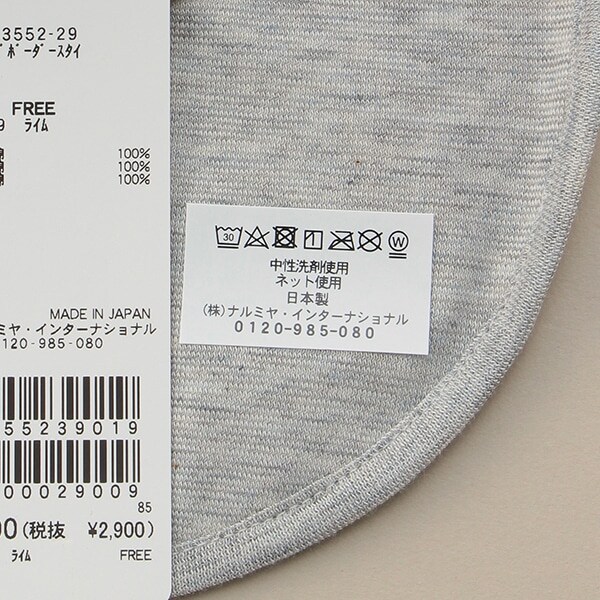 3552-29
ボーダースタイ
FREE
9 ライム
100%
100%
100%
MADE IN JAPAN
ミヤ・インターナショナル
120-985-080
55239019
00029009
85
00(税抜 ¥2,900)
ライム FREE
30
W
中性洗剤使用
ネット使用
日本製
(株)ナルミヤ・インターナショナル
0120-985-080